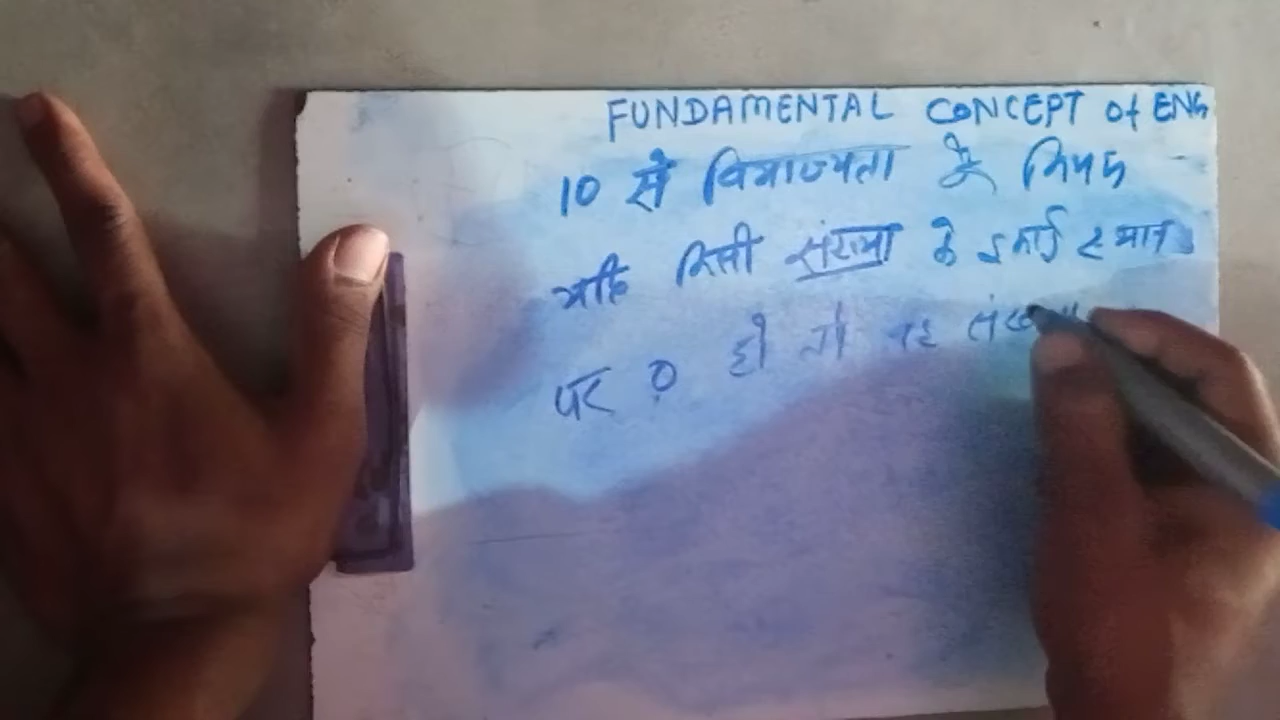 FUNDAMENTAL CONCEPT Of ENG
10 से विभाज्यता के नियम
यदि किसी संख्या के इकाई स्थान
पर 0 हो तो वह संख्या